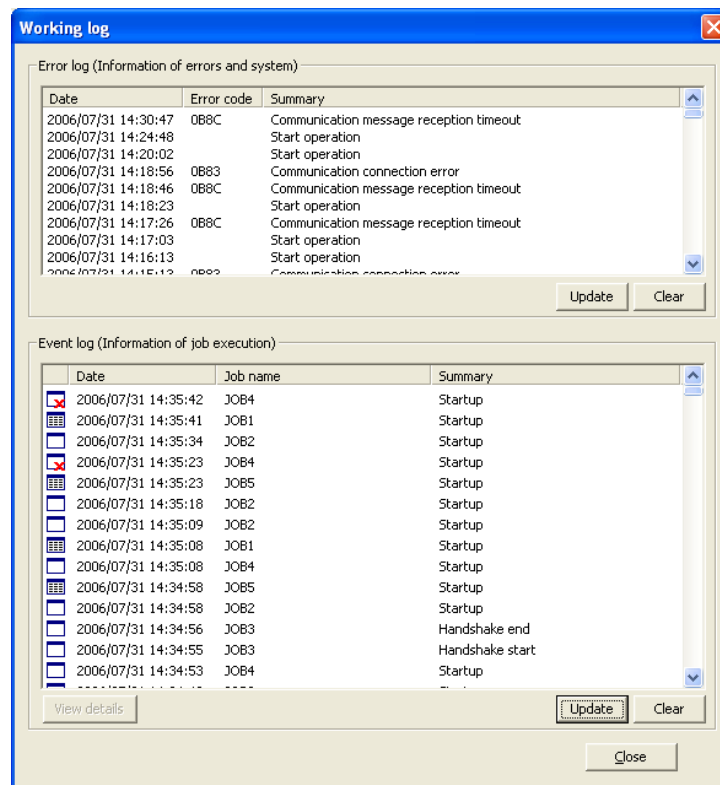 Working log
Error log (Information of errors and system)
Date Error code Summary
2006/07/31 14:30:47 0B8C Communication message reception timeout
2006/07/31 14:24:48 Start operation
2006/07/31 14:20:02 Start operation
2006/07/31 14:18:56 0B83 Communication connection error
2006/07/31 14:18:46 0B8C Communication message reception timeout
2006/07/31 14:18:23 Start operation
2006/07/31 14:17:26 0B8C Communication message reception timeout
2006/07/31 14:17:03 Start operation
2006/07/31 14:16:13 Start operation
2006/07/31 14:15:13 0B83 Communication connection error
Update Clear
Event log (Information of job execution)
Date Job name Summary
2006/07/31 14:35:42 JOB4 Startup
2006/07/31 14:35:41 JOB1 Startup
2006/07/31 14:35:34 JOB2 Startup
2006/07/31 14:35:23 JOB4 Startup
2006/07/31 14:35:23 JOB5 Startup
2006/07/31 14:35:18 JOB2 Startup
2006/07/31 14:35:09 JOB2 Startup
2006/07/31 14:35:08 JOB1 Startup
2006/07/31 14:35:08 JOB4 Startup
2006/07/31 14:34:58 JOB5 Startup
2006/07/31 14:34:58 JOB2 Startup
2006/07/31 14:34:56 JOB3 Handshake end
2006/07/31 14:34:55 JOB3 Handshake start
2006/07/31 14:34:53 JOB4 Startup
View details Update Clear
Close